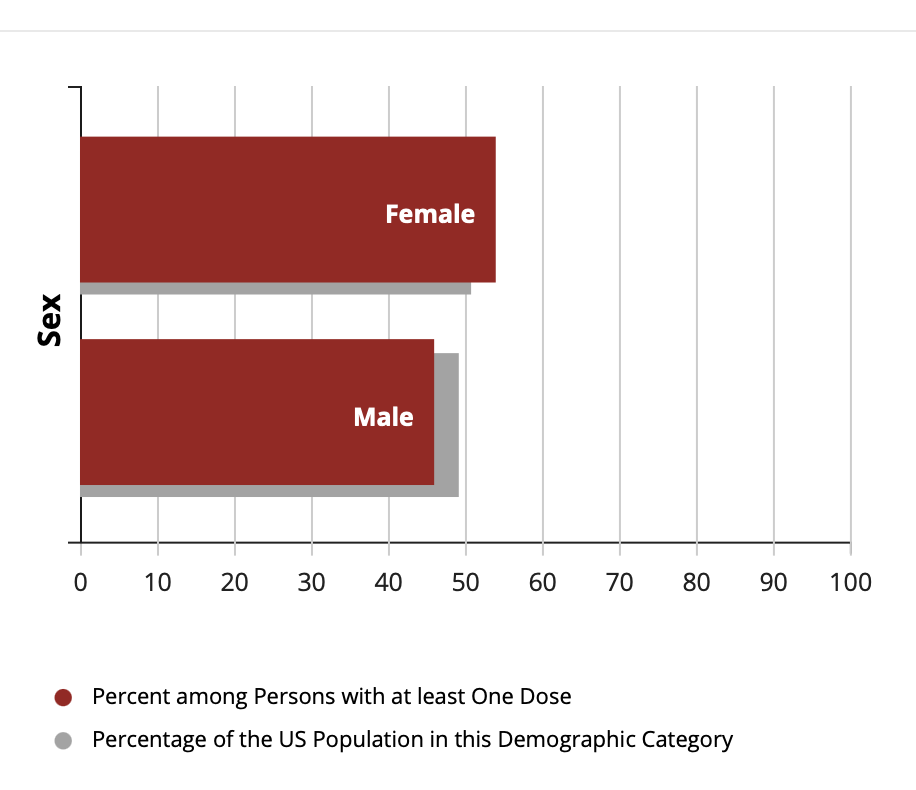 Sex
Female
Male
0 10 20 30 40 50 60 70 80 90 100
Percent among Persons with at least One Dose
Percentage of the US Population in this Demographic Category